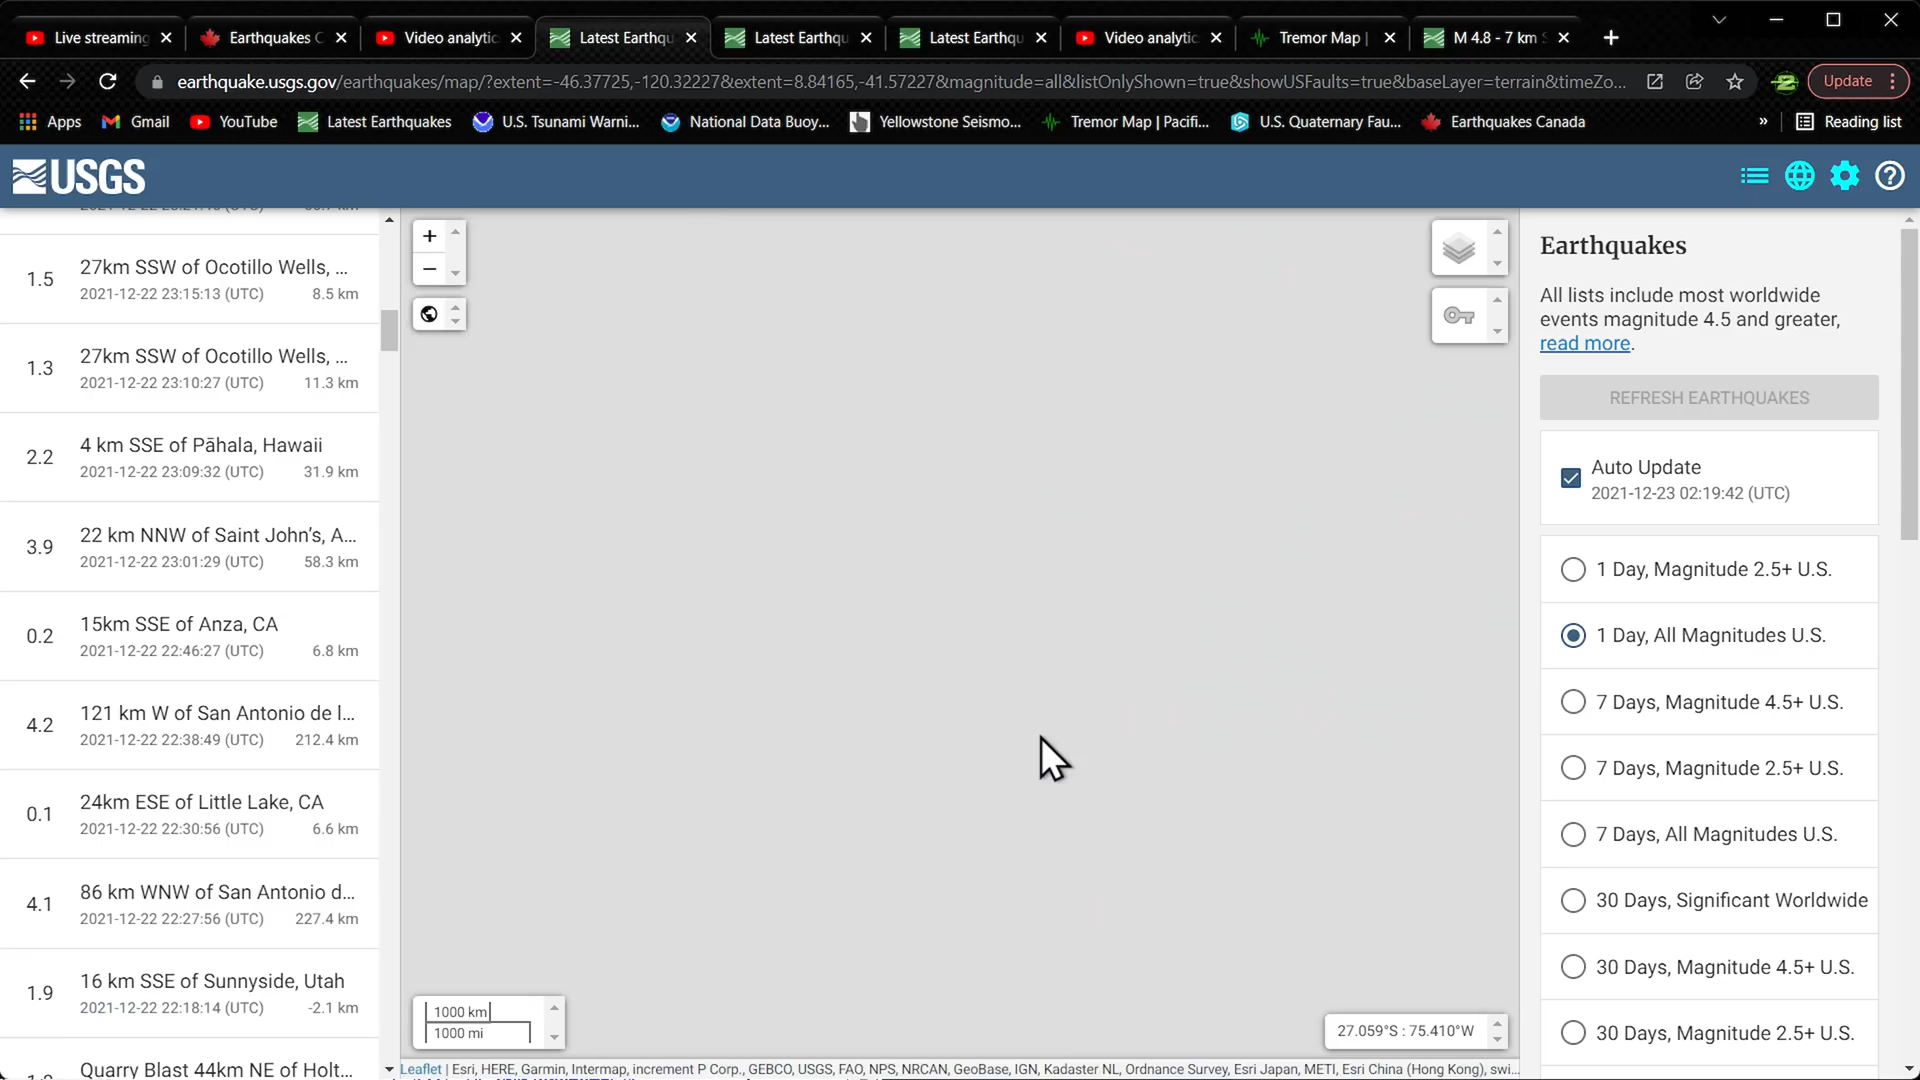 Live streaming
Earthquakes C
Video analytic
Latest Earthqu
Latest Earthqu
Latest Earthqu
Video analytic
Tremor Map |
M 4.8 - 7 km S
earthquake.usgs.gov/earthquakes/map/?extent=-46.37725,-120.32227&extent=8.84165,-41.57227&magnitude=all&listOnlyShown=true&showUSFaults=true&baseLayer=terrain&timeZo...
Update
Apps
Gmail
YouTube
Latest Earthquakes
U.S. Tsunami Warni...
National Data Buoy...
Yellowstone Seismo...
Tremor Map | Pacifi...
U.S. Quaternary Fau...
Earthquakes Canada
»
Reading list
USGS
1.5
27km SSW of Ocotillo Wells, ...
2021-12-22 23:15:13 (UTC) 8.5 km
1.3
27km SSW of Ocotillo Wells, ...
2021-12-22 23:10:27 (UTC) 11.3 km
2.2
4 km SSE of Pāhala, Hawaii
2021-12-22 23:09:32 (UTC) 31.9 km
3.9
22 km NNW of Saint John’s, A...
2021-12-22 23:01:29 (UTC) 58.3 km
0.2
15km SSE of Anza, CA
2021-12-22 22:46:27 (UTC) 6.8 km
4.2
121 km W of San Antonio de l...
2021-12-22 22:38:49 (UTC) 212.4 km
0.1
24km ESE of Little Lake, CA
2021-12-22 22:30:56 (UTC) 6.6 km
4.1
86 km WNW of San Antonio d...
2021-12-22 22:27:56 (UTC) 227.4 km
1.9
16 km SSE of Sunnyside, Utah
2021-12-22 22:18:14 (UTC) -2.1 km
Quarry Blast 44km NE of Holt...
+
−
1000 km
1000 mi
27.059°S : 75.410°W
Leaflet | Esri, HERE, Garmin, Intermap, increment P Corp., GEBCO, USGS, FAO, NPS, NRCAN, GeoBase, IGN, Kadaster NL, Ordnance Survey, Esri Japan, METI, Esri China (Hong Kong), swi...
Earthquakes
All lists include most worldwide
events magnitude 4.5 and greater,
read more.
REFRESH EARTHQUAKES
Auto Update
2021-12-23 02:19:42 (UTC)
1 Day, Magnitude 2.5+ U.S.
1 Day, All Magnitudes U.S.
7 Days, Magnitude 4.5+ U.S.
7 Days, Magnitude 2.5+ U.S.
7 Days, All Magnitudes U.S.
30 Days, Significant Worldwide
30 Days, Magnitude 4.5+ U.S.
30 Days, Magnitude 2.5+ U.S.